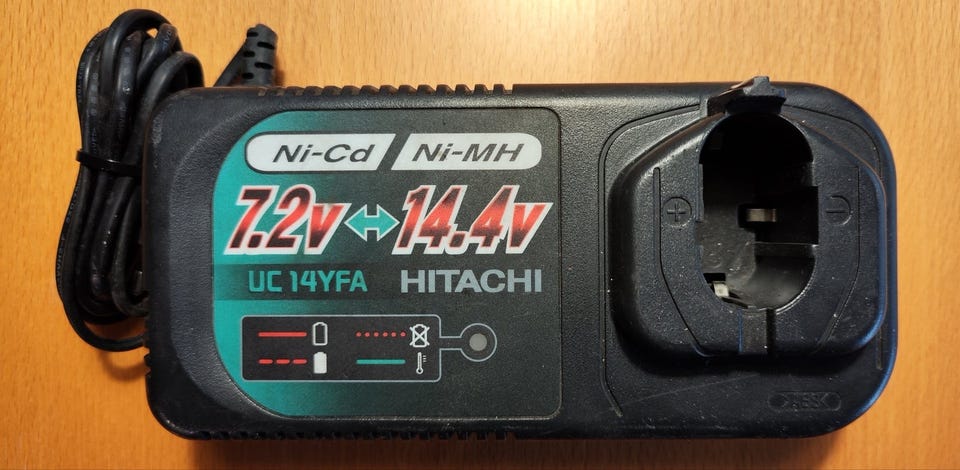 Ni-Cd / Ni-MH
7.2v ↔ 14.4v
UC 14YFA HITACHI
+ -